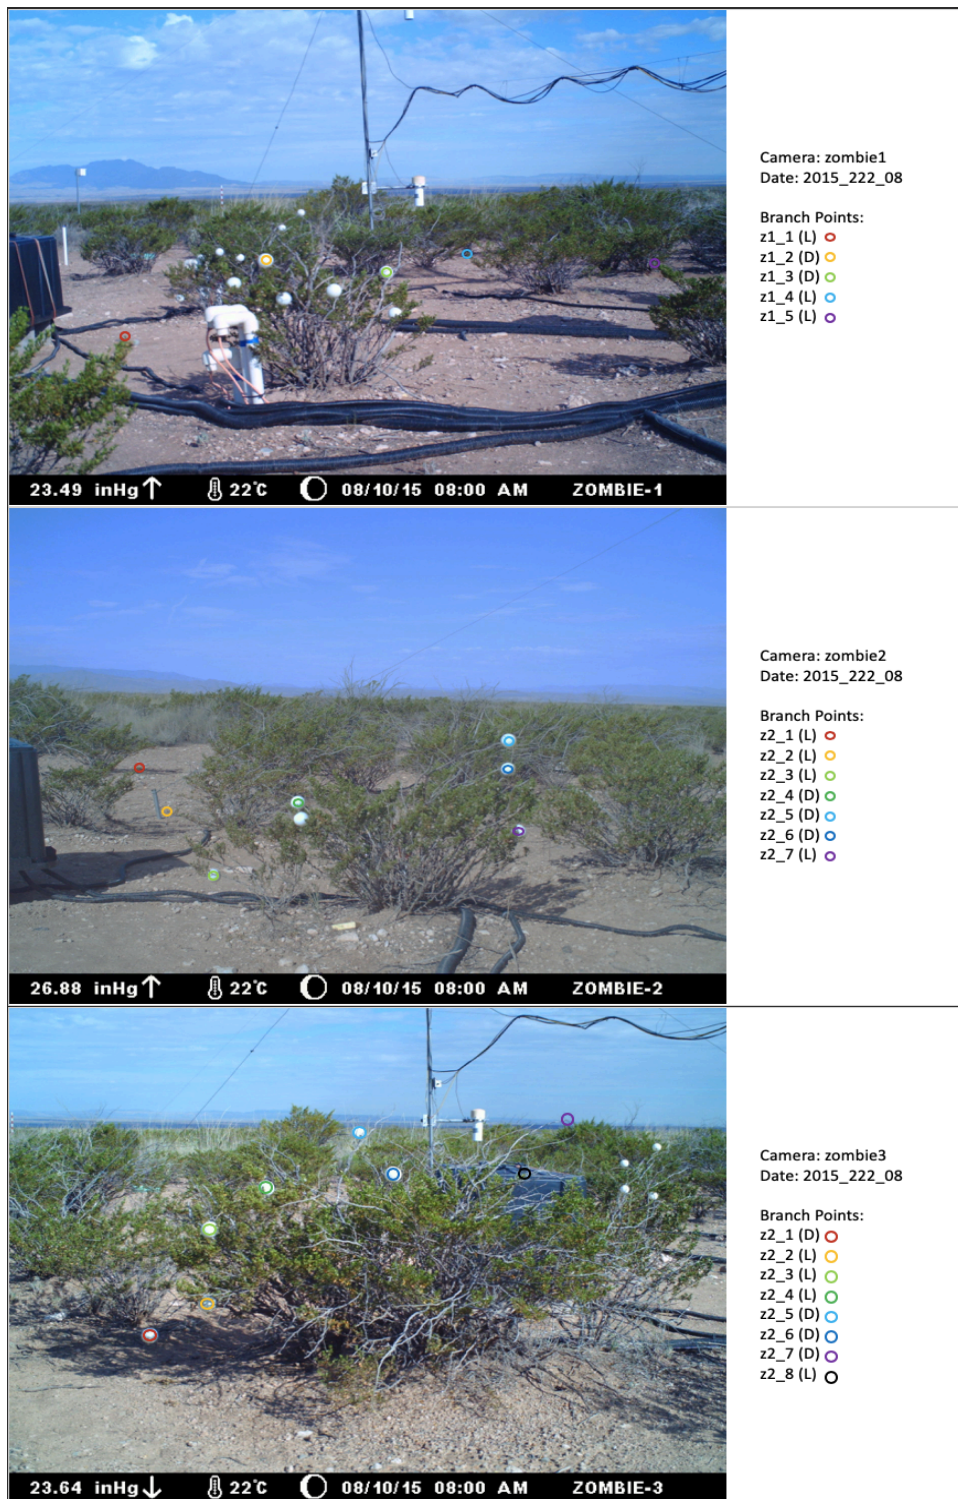 Camera: zombie1
Date: 2015_222_08
Branch Points:
z1_1 (L)
z1_2 (D)
z1_3 (D)
z1_4 (L)
z1_5 (L)
23.49 inHg↑ 22°C 08/10/15 08:00 AM ZOMBIE-1
Camera: zombie2
Date: 2015_222_08
Branch Points:
z2_1 (L)
z2_2 (L)
z2_3 (L)
z2_4 (D)
z2_5 (D)
z2_6 (D)
z2_7 (L)
26.88 inHg↑ 22°C 08/10/15 08:00 AM ZOMBIE-2
Camera: zombie3
Date: 2015_222_08
Branch Points:
z2_1 (D)
z2_2 (L)
z2_3 (L)
z2_4 (L)
z2_5 (D)
z2_6 (D)
z2_7 (D)
z2_8 (L)
23.64 inHg↓ 22°C 08/10/15 08:00 AM ZOMBIE-3